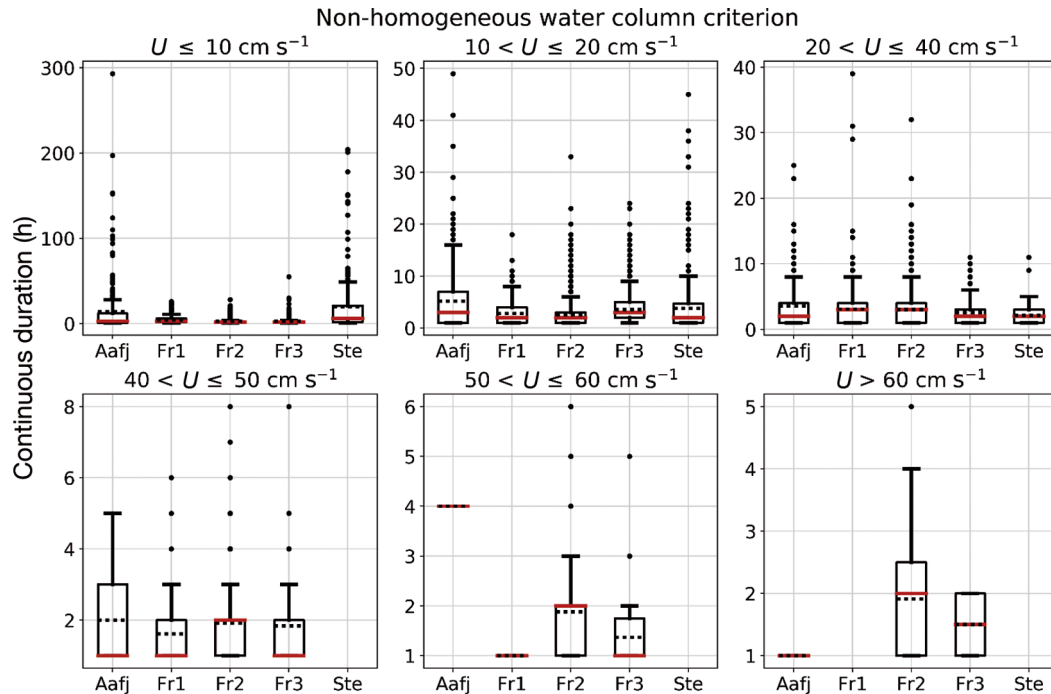 Non-homogeneous water column criterion
U ≤ 10 cm s⁻¹
10 < U ≤ 20 cm s⁻¹
20 < U ≤ 40 cm s⁻¹
300
200
100
0
50
40
30
20
10
0
40
30
20
10
0
Aafj Fr1 Fr2 Fr3 Ste
Aafj Fr1 Fr2 Fr3 Ste
Aafj Fr1 Fr2 Fr3 Ste
Continuous duration (h)
40 < U ≤ 50 cm s⁻¹
50 < U ≤ 60 cm s⁻¹
U > 60 cm s⁻¹
8
6
4
2
6
5
4
3
2
1
5
4
3
2
1
Aafj Fr1 Fr2 Fr3 Ste
Aafj Fr1 Fr2 Fr3 Ste
Aafj Fr1 Fr2 Fr3 Ste